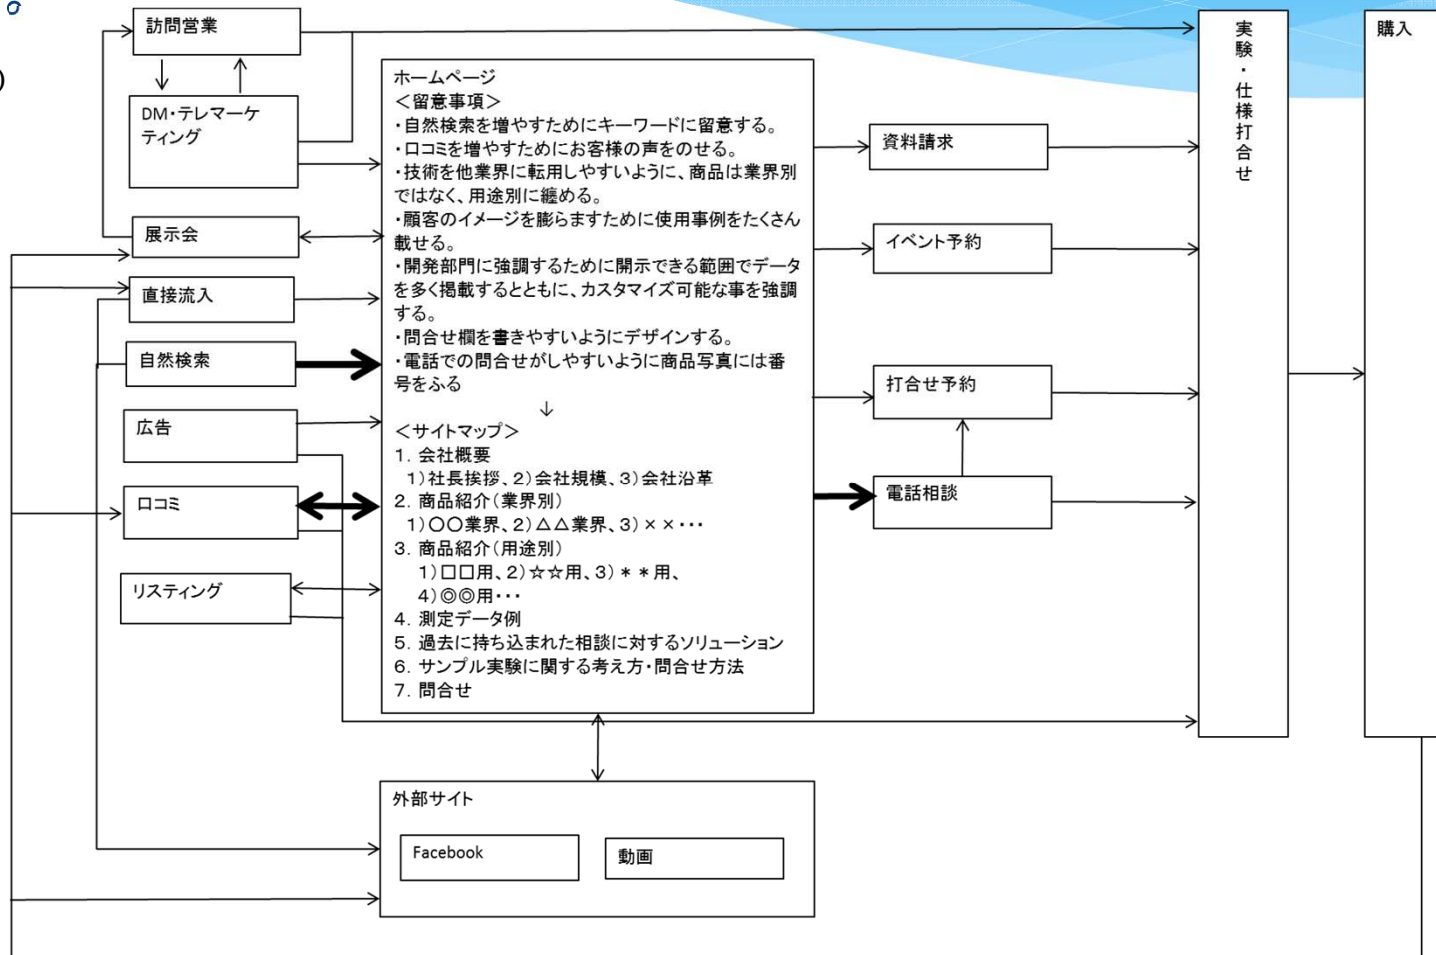 訪問営業
DM・テレマーケ
ティング
展示会
直接流入
自然検索
広告
口コミ
リスティング
)
ホームページ
＜留意事項＞
・自然検索を増やすためにキーワードに留意する。
・口コミを増やすためにお客様の声をのせる。
・技術を他業界に転用しやすいように、商品は業界別
ではなく、用途別に纏める。
・顧客のイメージを膨らますために使用事例をたくさん
載せる。
・開発部門に強調するために開示できる範囲でデータ
を多く掲載するとともに、カスタマイズ可能な事を強調
する。
・問合せ欄を書きやすいようにデザインする。
・電話での問合せがしやすいように商品写真には番
号をふる
↓
＜サイトマップ＞
1. 会社概要
1)社長挨拶、2)会社規模、3)会社沿革
2. 商品紹介(業界別)
1)○○業界、2)△△業界、3)××・・・
3. 商品紹介(用途別)
1)□□用、2)☆☆用、3)＊＊用、
4)◎◎用・・・
4. 測定データ例
5. 過去に持ち込まれた相談に対するソリューション
6. サンプル実験に関する考え方・問合せ方法
7. 問合せ
外部サイト
Facebook
動画
資料請求
イベント予約
打合せ予約
電話相談
実験・仕様打合せ
購入